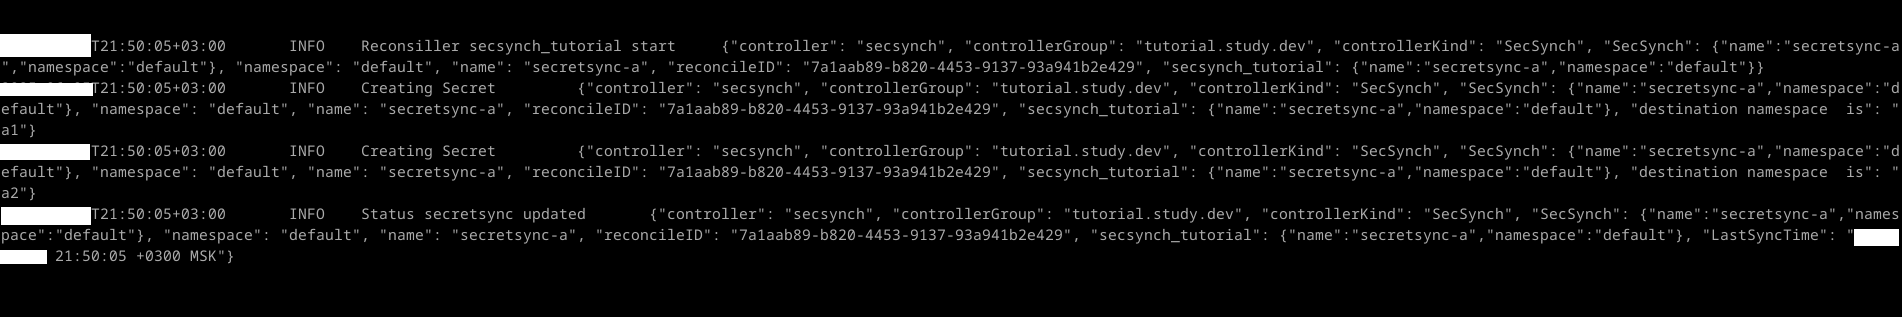 T21:50:05+03:00 INFO Reconsiller secsynch_tutorial start {"controller": "secsynch", "controllerGroup": "tutorial.study.dev", "controllerKind": "SecSynch", "SecSynch": {"name":"secretsync-a
","namespace":"default"}, "namespace": "default", "name": "secretsync-a", "reconcileID": "7a1aab89-b820-4453-9137-93a941b2e429", "secsynch_tutorial": {"name":"secretsync-a","namespace":"default"}}
T21:50:05+03:00 INFO Creating Secret {"controller": "secsynch", "controllerGroup": "tutorial.study.dev", "controllerKind": "SecSynch", "SecSynch": {"name":"secretsync-a","namespace":"d
efault"}, "namespace": "default", "name": "secretsync-a", "reconcileID": "7a1aab89-b820-4453-9137-93a941b2e429", "secsynch_tutorial": {"name":"secretsync-a","namespace":"default"}, "destination namespace  is": "
a1"}
T21:50:05+03:00 INFO Creating Secret {"controller": "secsynch", "controllerGroup": "tutorial.study.dev", "controllerKind": "SecSynch", "SecSynch": {"name":"secretsync-a","namespace":"d
efault"}, "namespace": "default", "name": "secretsync-a", "reconcileID": "7a1aab89-b820-4453-9137-93a941b2e429", "secsynch_tutorial": {"name":"secretsync-a","namespace":"default"}, "destination namespace  is": "
a2"}
T21:50:05+03:00 INFO Status secretsync updated {"controller": "secsynch", "controllerGroup": "tutorial.study.dev", "controllerKind": "SecSynch", "SecSynch": {"name":"secretsync-a","names
pace":"default"}, "namespace": "default", "name": "secretsync-a", "reconcileID": "7a1aab89-b820-4453-9137-93a941b2e429", "secsynch_tutorial": {"name":"secretsync-a","namespace":"default"}, "LastSyncTime": "
21:50:05 +0300 MSK"}